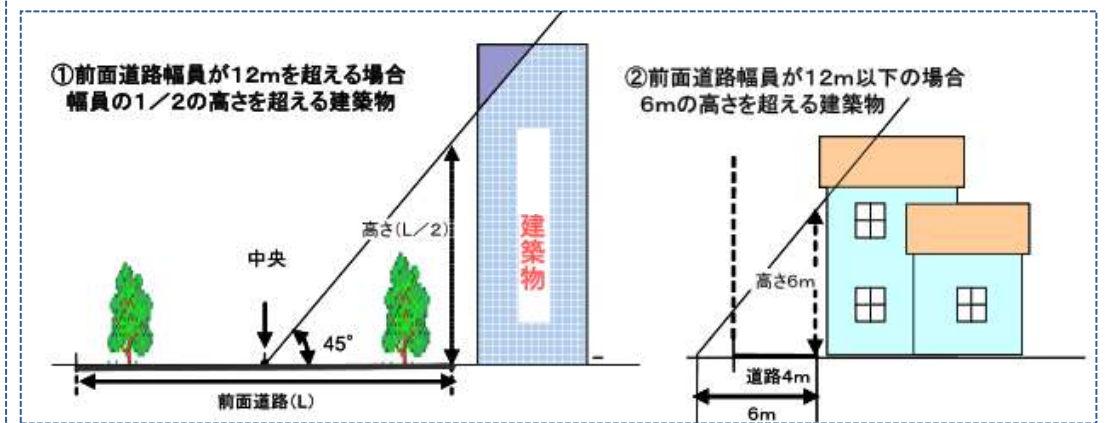 ①前面道路幅員が12mを超える場合
幅員の1/2の高さを超える建築物
中央
高さ(L/2)
45°
建築物
前面道路(L)
②前面道路幅員が12m以下の場合
6mの高さを超える建築物
高さ6m
道路4m
6m